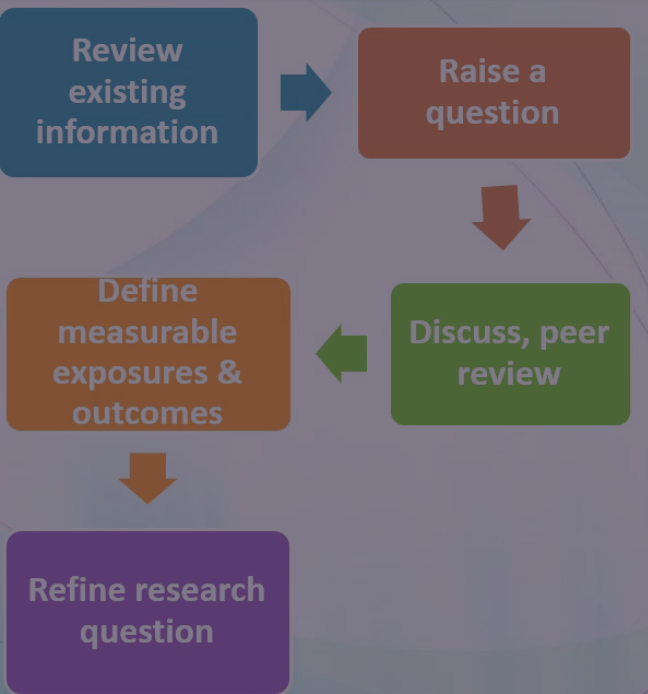 Review
existing
information
Raise a
question
Discuss, peer
review
Define
measurable
exposures &
outcomes
Refine research
question